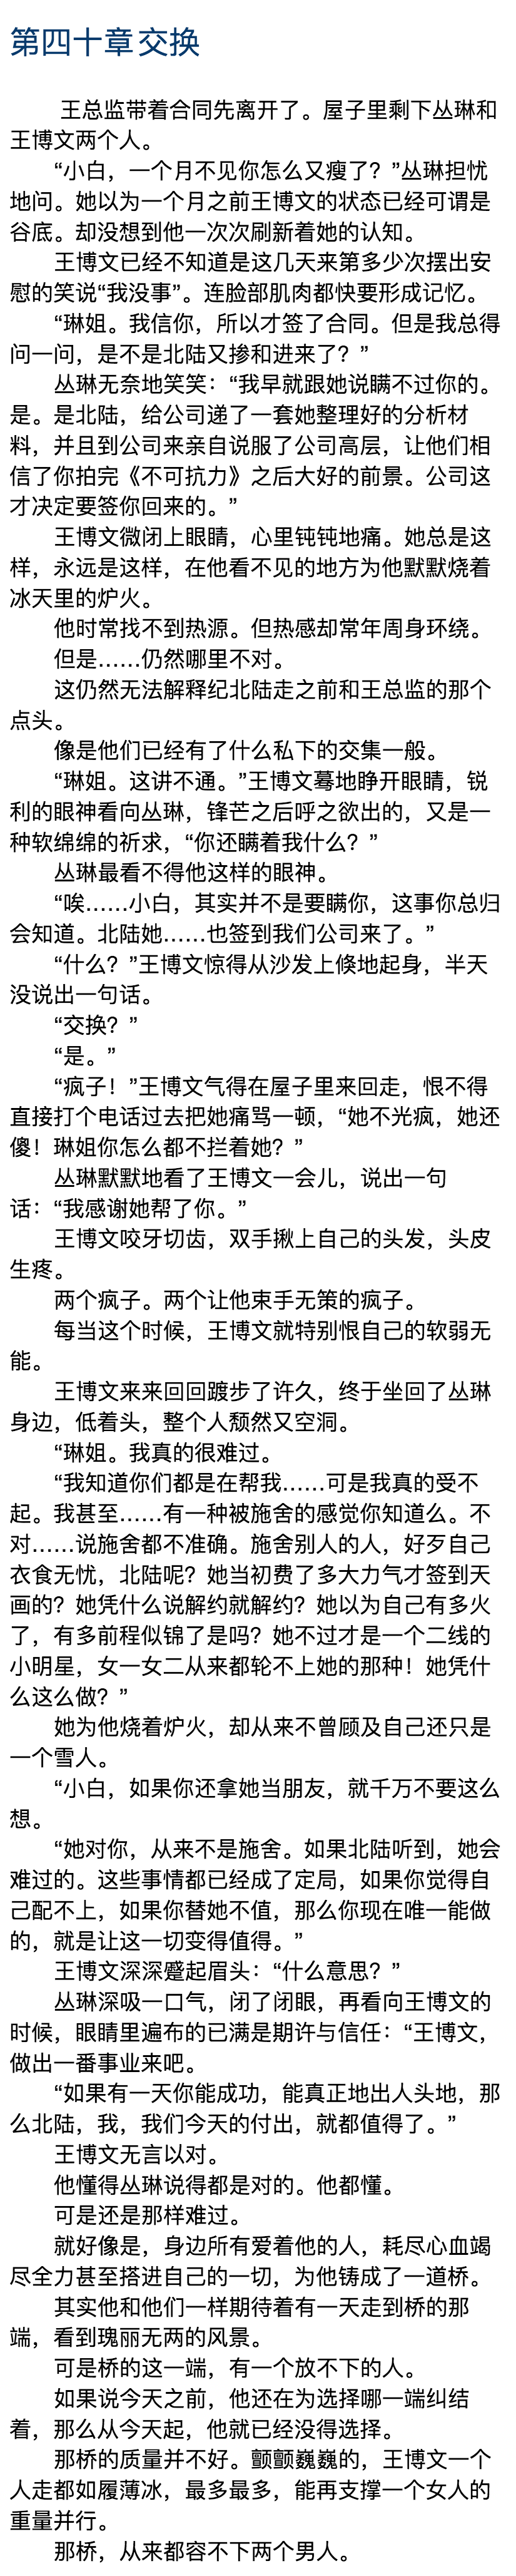 第四十章 交换
王总监带着合同先离开了。屋子里剩下丛琳和
王博文两个人。
“小白，一个月不见你怎么又瘦了？”丛琳担忧
地问。她以为一个月之前王博文的状态已经可谓是
谷底。却没想到他一次次刷新着她的认知。
王博文已经不知道是这几天来第多少次摆出安
慰的笑说“我没事”。连脸部肌肉都快要形成记忆。
“琳姐。我信你，所以才签了合同。但是我总得
问一问，是不是北陆又掺和进来了？”
丛琳无奈地笑笑：“我早就跟她说瞒不过你的。
是。是北陆，给公司递了一套她整理好的分析材
料，并且到公司来亲自说服了公司高层，让他们相
信了你拍完《不可抗力》之后大好的前景。公司这
才决定要签你回来的。”
王博文微闭上眼睛，心里钝钝地痛。她总是这
样，永远是这样，在他看不见的地方为他默默烧着
冰天里的炉火。
他时常找不到热源。但热感却常年周身环绕。
但是……仍然哪里不对。
这仍然无法解释纪北陆走之前和王总监的那个
点头。
像是他们已经有了什么私下的交集一般。
“琳姐。这讲不通。”王博文蓦地睁开眼睛，锐
利的眼神看向丛琳，锋芒之后呼之欲出的，又是一
种软绵绵的祈求，“你还瞒着我什么？”
丛琳最看不得他这样的眼神。
“唉……小白，其实并不是要瞒你，这事你总归
会知道。北陆她……也签到我们公司来了。”
“什么？”王博文惊得从沙发上倏地起身，半天
没说出一句话。
“交换？”
“是。”
“疯子！”王博文气得在屋子里来回走，恨不得
直接打个电话过去把她痛骂一顿，“她不光疯，她还
傻！琳姐你怎么都不拦着她？”
丛琳默默地看了王博文一会儿，说出一句
话：“我感谢她帮了你。”
王博文咬牙切齿，双手揪上自己的头发，头皮
生疼。
两个疯子。两个让他束手无策的疯子。
每当这个时候，王博文就特别恨自己的软弱无
能。
王博文来来回回踱步了许久，终于坐回了丛琳
身边，低着头，整个人颓然又空洞。
“琳姐。我真的很难过。
“我知道你们都是在帮我……可是我真的受不
起。我甚至……有一种被施舍的感觉你知道么。不
对……说施舍都不准确。施舍别人的人，好歹自己
衣食无忧，北陆呢？她当初费了多大力气才签到天
画的？她凭什么说解约就解约？她以为自己有多火
了，有多前程似锦了是吗？她不过才是一个二线的
小明星，女一女二从来都轮不上她的那种！她凭什
么这么做？”
她为他烧着炉火，却从来不曾顾及自己还只是
一个雪人。
“小白，如果你还拿她当朋友，就千万不要这么
想。
“她对你，从来不是施舍。如果北陆听到，她会
难过的。这些事情都已经成了定局，如果你觉得自
己配不上，如果你替她不值，那么你现在唯一能做
的，就是让这一切变得值得。”
王博文深深蹙起眉头：“什么意思？”
丛琳深吸一口气，闭了闭眼，再看向王博文的
时候，眼睛里遍布的已满是期许与信任：“王博文，
做出一番事业来吧。
“如果有一天你能成功，能真正地出人头地，那
么北陆，我，我们今天的付出，就都值得了。”
王博文无言以对。
他懂得丛琳说得都是对的。他都懂。
可是还是那样难过。
就好像是，身边所有爱着他的人，耗尽心血竭
尽全力甚至搭进自己的一切，为他铸成了一道桥。
其实他和他们一样期待着有一天走到桥的那
端，看到瑰丽无两的风景。
可是桥的这一端，有一个放不下的人。
如果说今天之前，他还在为选择哪一端纠结
着，那么从今天起，他就已经没得选择。
那桥的质量并不好。颤颤巍巍的，王博文一个
人走都如履薄冰，最多最多，能再支撑一个女人的
重量并行。
那桥，从来都容不下两个男人。